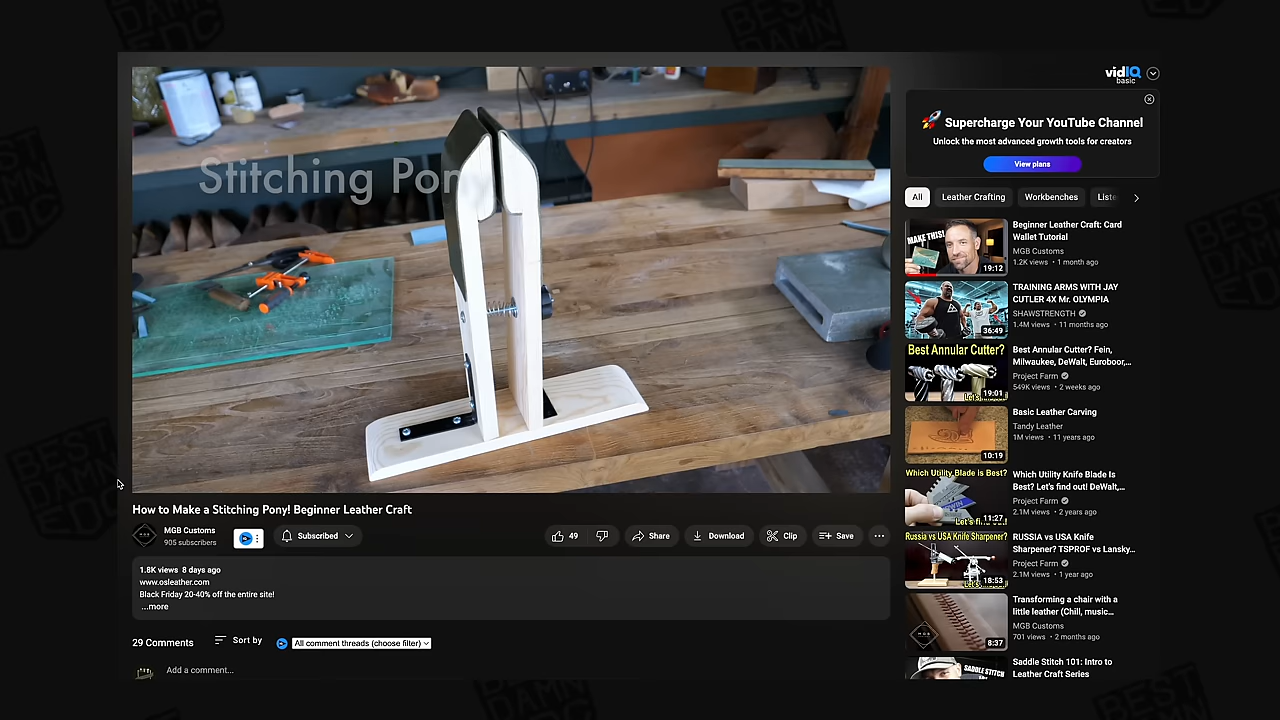 Stitching Pon
How to Make a Stitching Pony! Beginner Leather Craft
MGB Customs
905 subscribers
Subscribed
49
Share
Download
Clip
Save
1.8K views 8 days ago
www.osleather.com
Black Friday 20-40% off the entire site!
...more
29 Comments
Sort by
All comment threads (choose filter)
Add a comment...
vidIQ
basic
Supercharge Your YouTube Channel
Unlock the most advanced growth tools for creators
View plans
All
Leather Crafting
Workbenches
Liste
MAKE THIS!
19:12
Beginner Leather Craft: Card
Wallet Tutorial
MGB Customs
1.2K views • 1 month ago
36:49
TRAINING ARMS WITH JAY
CUTLER 4X Mr. OLYMPIA
SHAWSTRENGTH
1.4M views • 11 months ago
Best Annular Cutter?
19:01
Best Annular Cutter? Fein,
Milwaukee, DeWalt, Euroboor,...
Project Farm
549K views • 2 weeks ago
10:19
Basic Leather Carving
Tandy Leather
1M views • 11 years ago
Which Utility Blade is Best?
11:27
Which Utility Knife Blade Is
Best? Let's find out! DeWalt,...
Project Farm
2.1M views • 2 years ago
Russia vs USA Knife Sharpener?
18:53
RUSSIA vs USA Knife
Sharpener? TSPROF vs Lansky...
Project Farm
2.1M views • 1 year ago
8:37
Transforming a chair with a
little leather (Chill, music...
MGB Customs
701 views • 2 months ago
SADDLE STITCH
Saddle Stitch 101: Intro to
Leather Craft Series
BEST
DAMN
EDC